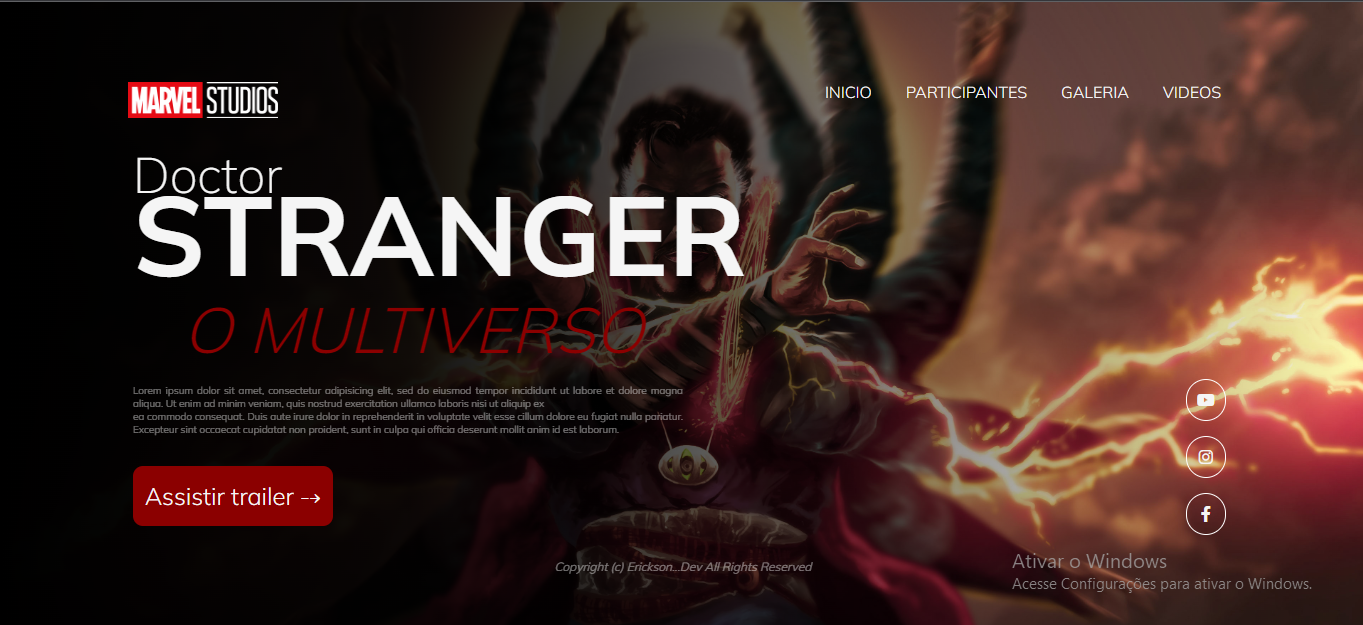 MARVEL STUDIOS
INICIO PARTICIPANTES GALERIA VIDEOS
Doctor
STRANGER
O MULTIVERSO
Lorem ipsum dolor sit amet, consectetur adipisicing elit, sed do eiusmod tempor incididunt ut labore et dolore magna
aliqua. Ut enim ad minim veniam, quis nostrud exercitation ullamco laboris nisi ut aliquip ex
ea commodo consequat. Duis aute irure dolor in reprehenderit in voluptate velit esse cillum dolore eu fugiat nulla pariatur.
Excepteur sint occaecat cupidatat non proident, sunt in culpa qui officia deserunt mollit anim id est laborum.
Assistir trailer -->
Copyright (c) Erickson...Dev All Rights Reserved
Ativar o Windows
Acesse Configurações para ativar o Windows.